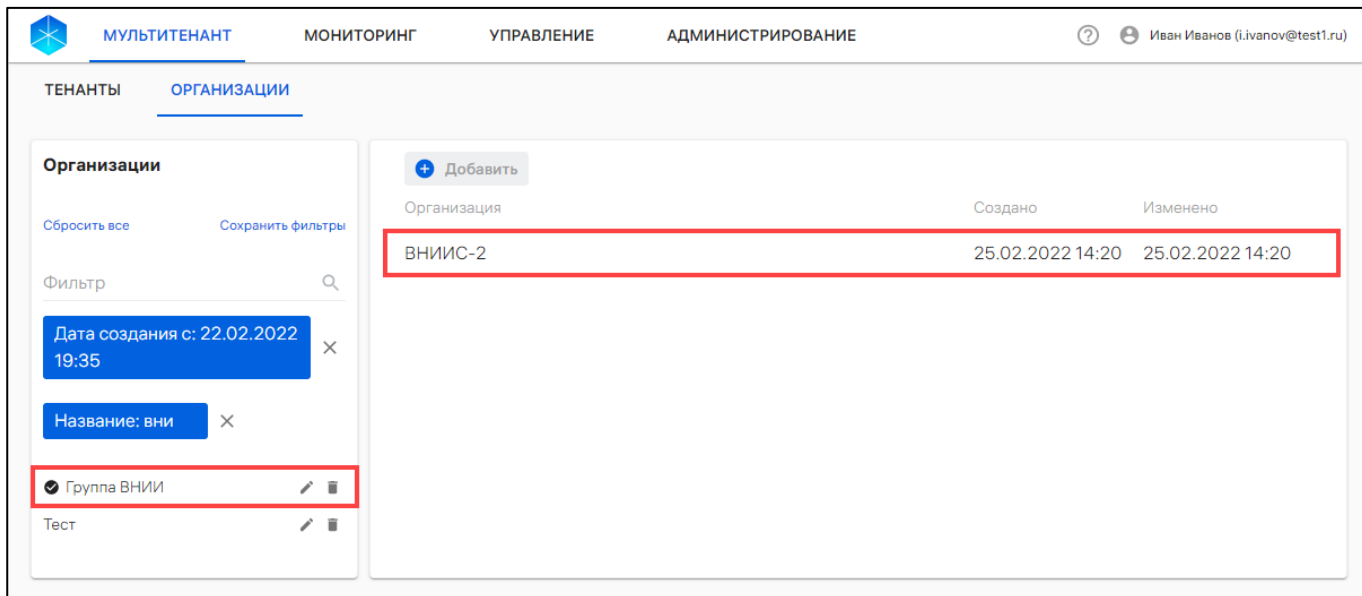 МУЛЬТИТЕНАНТ МОНИТОРИНГ УПРАВЛЕНИЕ АДМИНИСТРИРОВАНИЕ Иван Иванов (i.ivanov@test1.ru)
ТЕНАНТЫ ОРГАНИЗАЦИИ
Организации
Сбросить все Сохранить фильтры
Фильтр
Дата создания с: 22.02.2022
19:35
Название: вни
Группа ВНИИ
Тест
Добавить
Организация Создано Изменено
ВНИИС-2 25.02.2022 14:20 25.02.2022 14:20